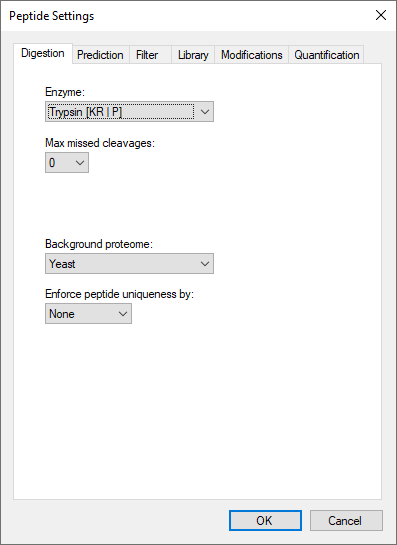 Peptide Settings
Digestion Prediction Filter Library Modifications Quantification
Enzyme:
Trypsin [KR | P]
Max missed cleavages:
0
Background proteome:
Yeast
Enforce peptide uniqueness by:
None
OK Cancel